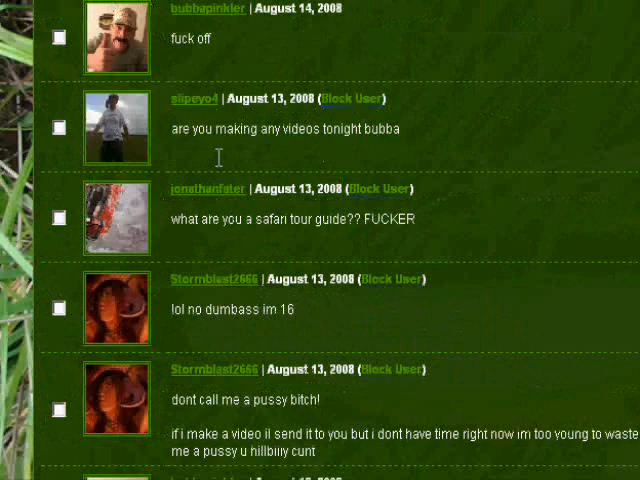 bubbapinkler | August 14, 2008
fuck off
slipeyo4 | August 13, 2008 (Block User)
are you making any videos tonight bubba
jonathanfater | August 13, 2008 (Block User)
what are you a safari tour guide?? FUCKER
Stormblast2666 | August 13, 2008 (Block User)
lol no dumbass im 16
Stormblast2666 | August 13, 2008 (Block User)
dont call me a pussy bitch!
if i make a video il send it to you but i dont have time right now im too young to waste
me a pussy u hillbilly cunt